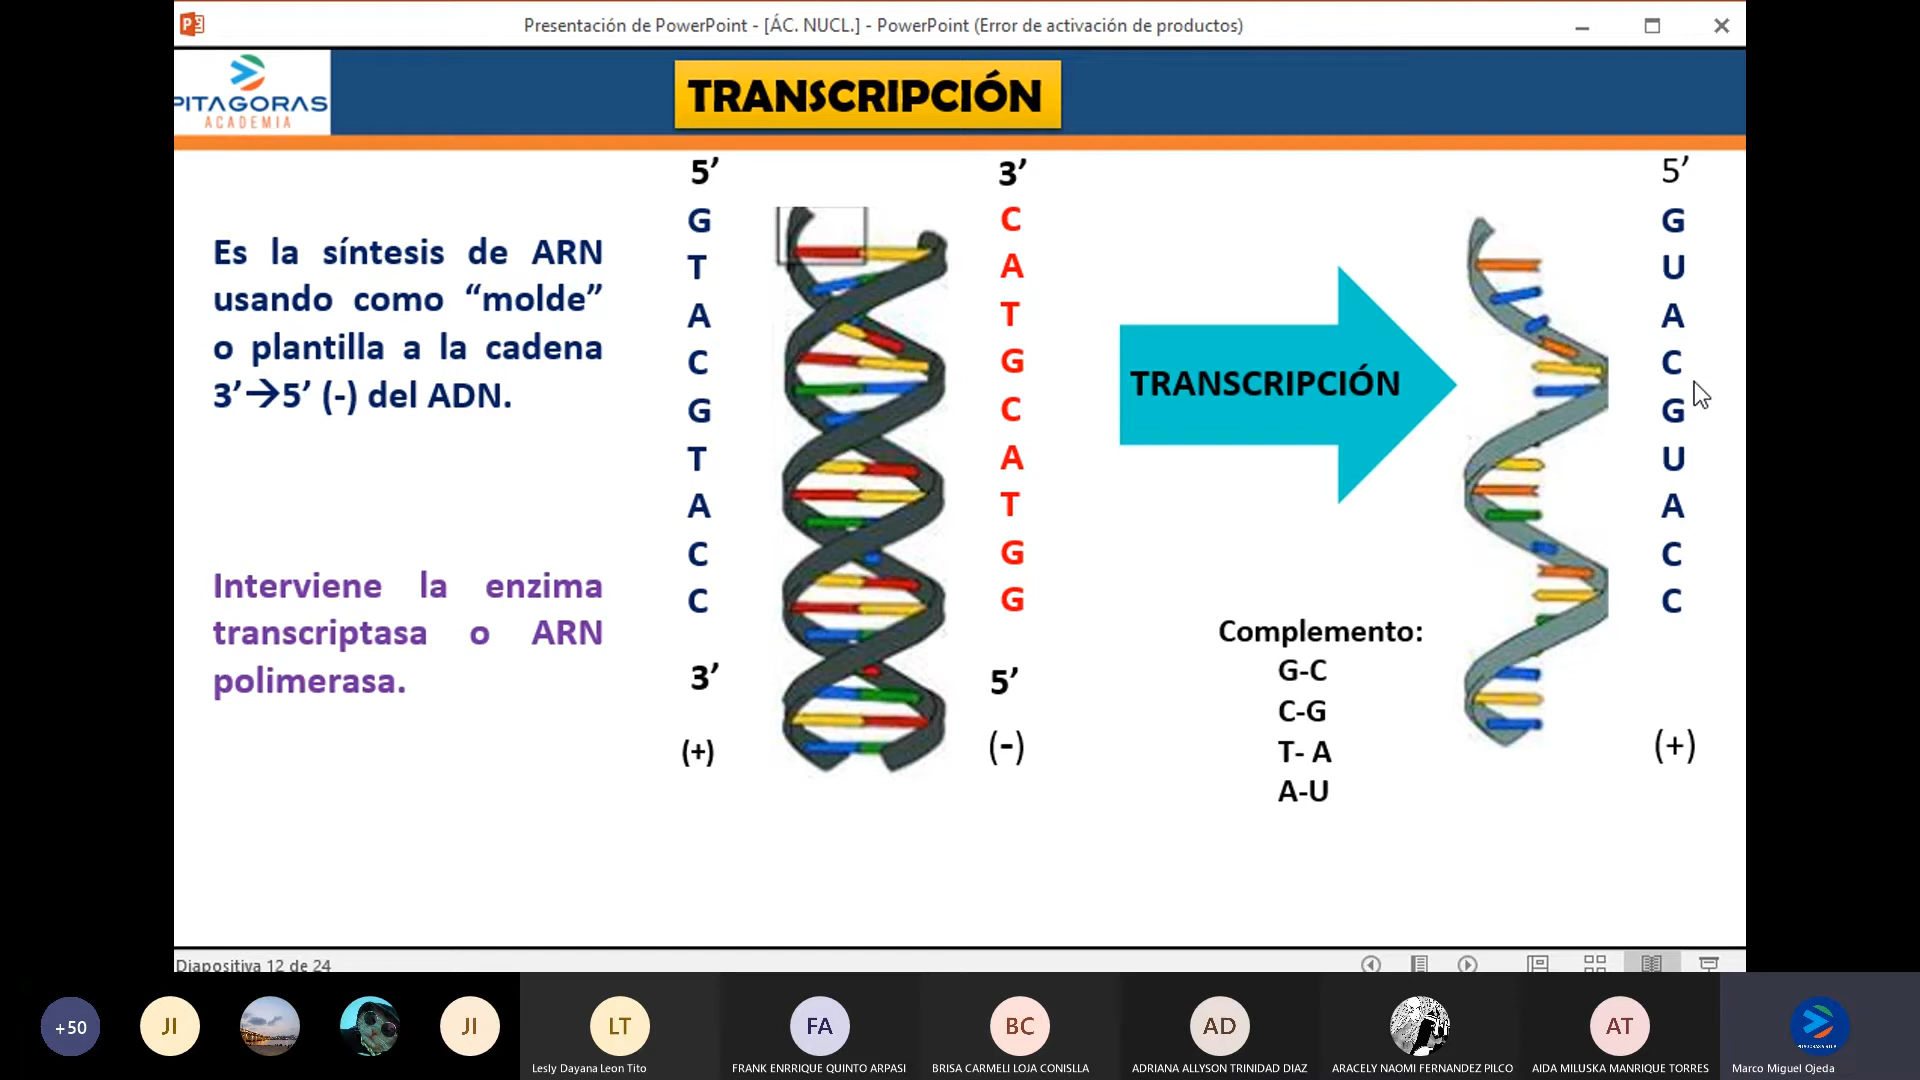 Presentación de PowerPoint - [ÁC. NUCL.] - PowerPoint (Error de activación de productos)
PITAGORAS
ACADEMIA
TRANSCRIPCIÓN
Es la síntesis de ARN
usando como “molde”
o plantilla a la cadena
3’→5’ (-) del ADN.
Interviene la enzima
transcriptasa o ARN
polimerasa.
5’
G
T
A
C
G
T
A
C
C
3’
(+)
3’
C
A
T
G
C
A
T
G
G
5’
(-)
TRANSCRIPCIÓN
Complemento:
G-C
C-G
T- A
A-U
5’
G
U
A
C
G
U
A
C
C
(+)
Diapositiva 12 de 24
+50
JI
JI
LT
FA
BC
AD
AT
Lesly Dayana Leon Tito
FRANK ENRRIQUE QUINTO ARPASI
BRISA CARMELI LOJA CONISLLA
ADRIANA ALLYSON TRINIDAD DIAZ
ARACELY NAOMI FERNANDEZ PILCO
AIDA MILUSKA MANRIQUE TORRES
Marco Miguel Ojeda